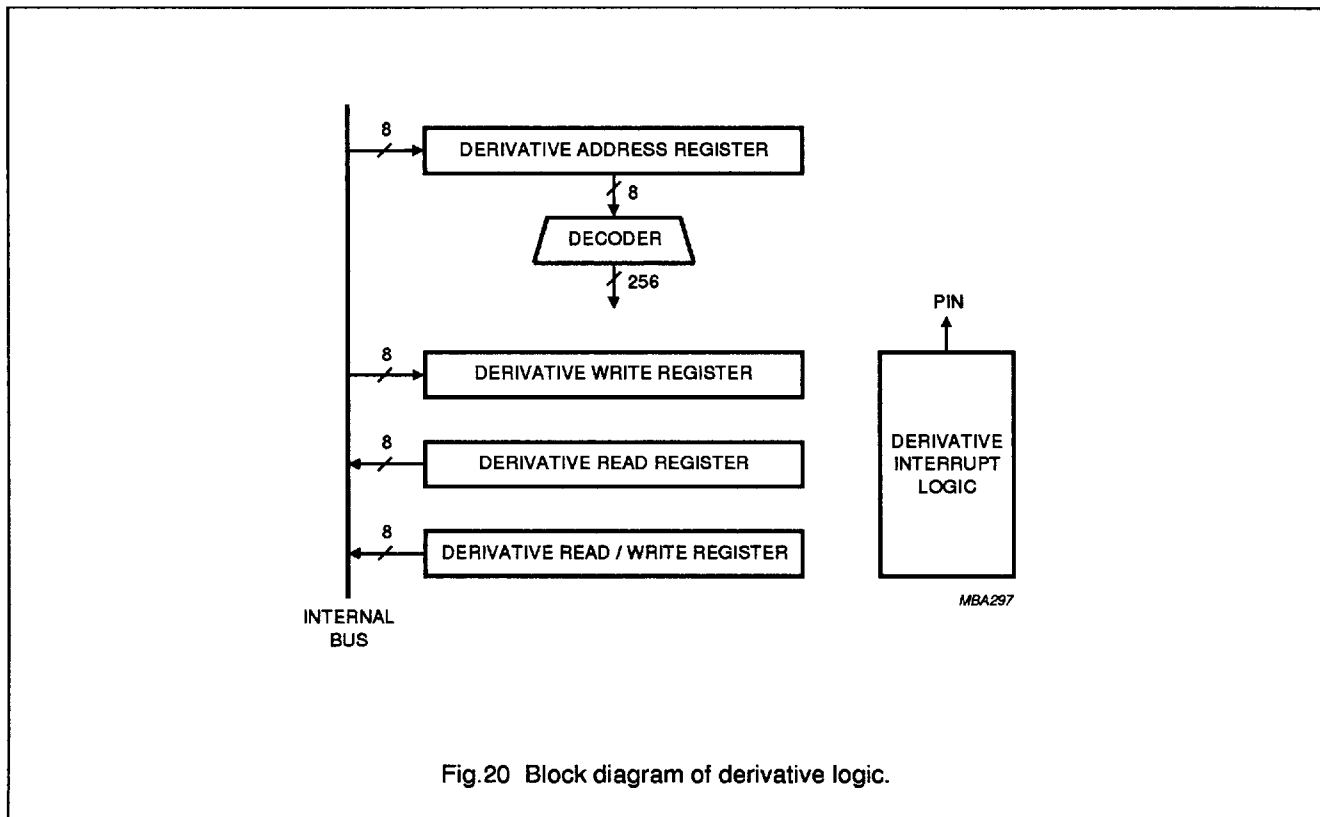 8
DERIVATIVE ADDRESS REGISTER
8
DECODER
256
PIN
8
DERIVATIVE WRITE REGISTER
8
DERIVATIVE READ REGISTER
DERIVATIVE
INTERRUPT
LOGIC
8
DERIVATIVE READ / WRITE REGISTER
MBA297
INTERNAL
BUS
Fig.20 Block diagram of derivative logic.